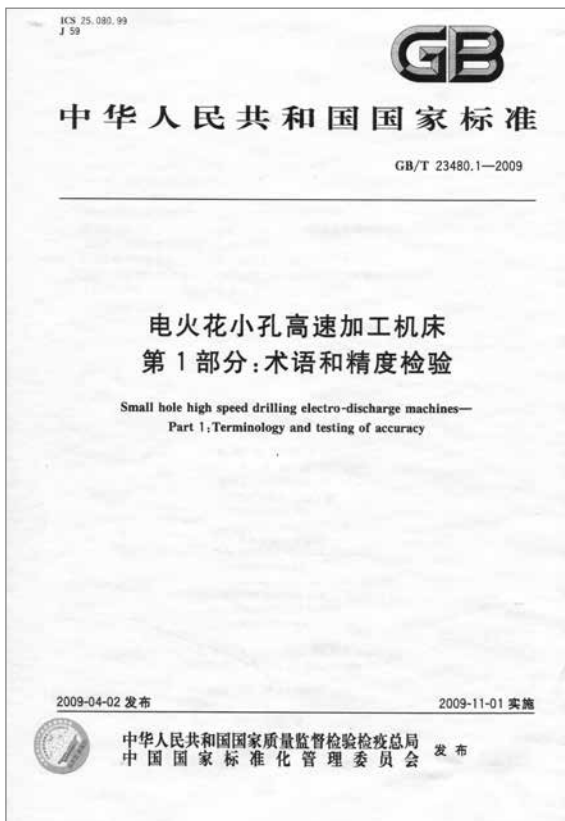 ICS 25.080.99
J 59
GB
中华人民共和国国家标准
GB/T 23480.1—2009
电火花小孔高速加工机床
第1部分:术语和精度检验
Small hole high speed drilling electro-discharge machines—
Part 1:Terminology and testing of accuracy
2009-04-02 发布
2009-11-01 实施
中华人民共和国国家质量监督检验检疫总局
中国国家标准化管理委员会
发布